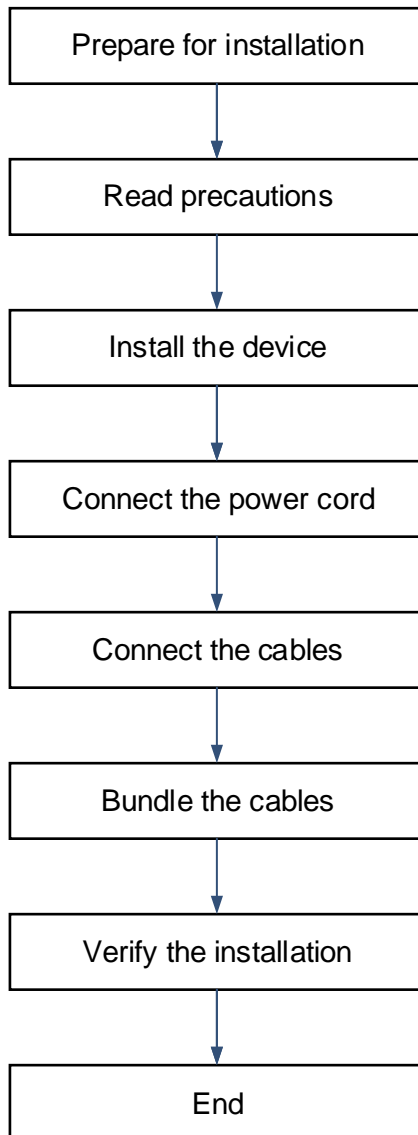 Prepare for installation
Read precautions
Install the device
Connect the power cord
Connect the cables
Bundle the cables
Verify the installation
End